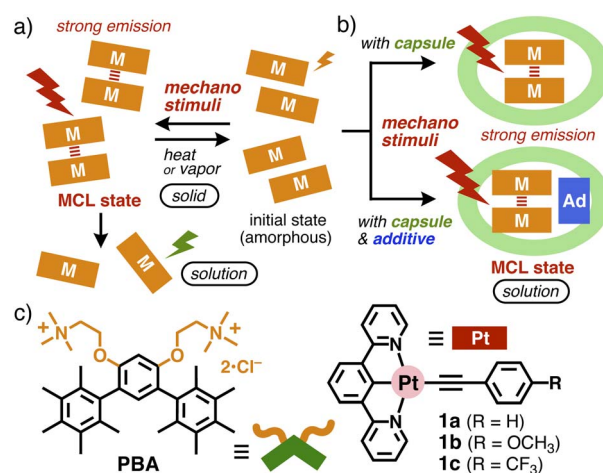 a)
strong emission
M
M
M
M
MCL state
M
M
solution
mechano
stimuli
heat
or vapor
solid
M
M
M
M
initial state
(amorphous)
b)
with capsule
mechano
stimuli
with capsule
& additive
M
M
strong emission
M
M
Ad
MCL state
solution
c)
N
+
+
N
O
O
2•Cl−
PBA
≡
N
Pt
N
R
≡ Pt
1a (R = H)
1b (R = OCH₃)
1c (R = CF₃)